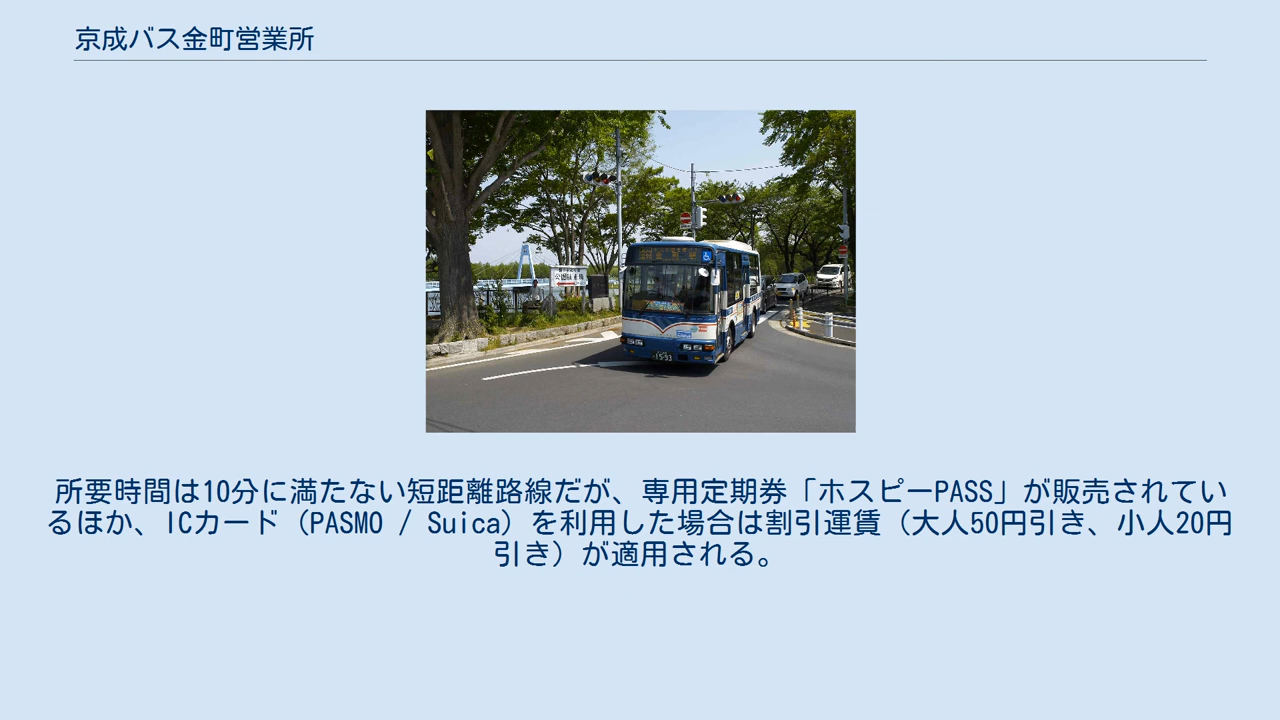 京成バス金町営業所
所要時間は10分に満たない短距離路線だが、専用定期券「ホスピーPASS」が販売されてい
るほか、ICカード（PASMO / Suica）を利用した場合は割引運賃（大人50円引き、小人20円
引き）が適用される。